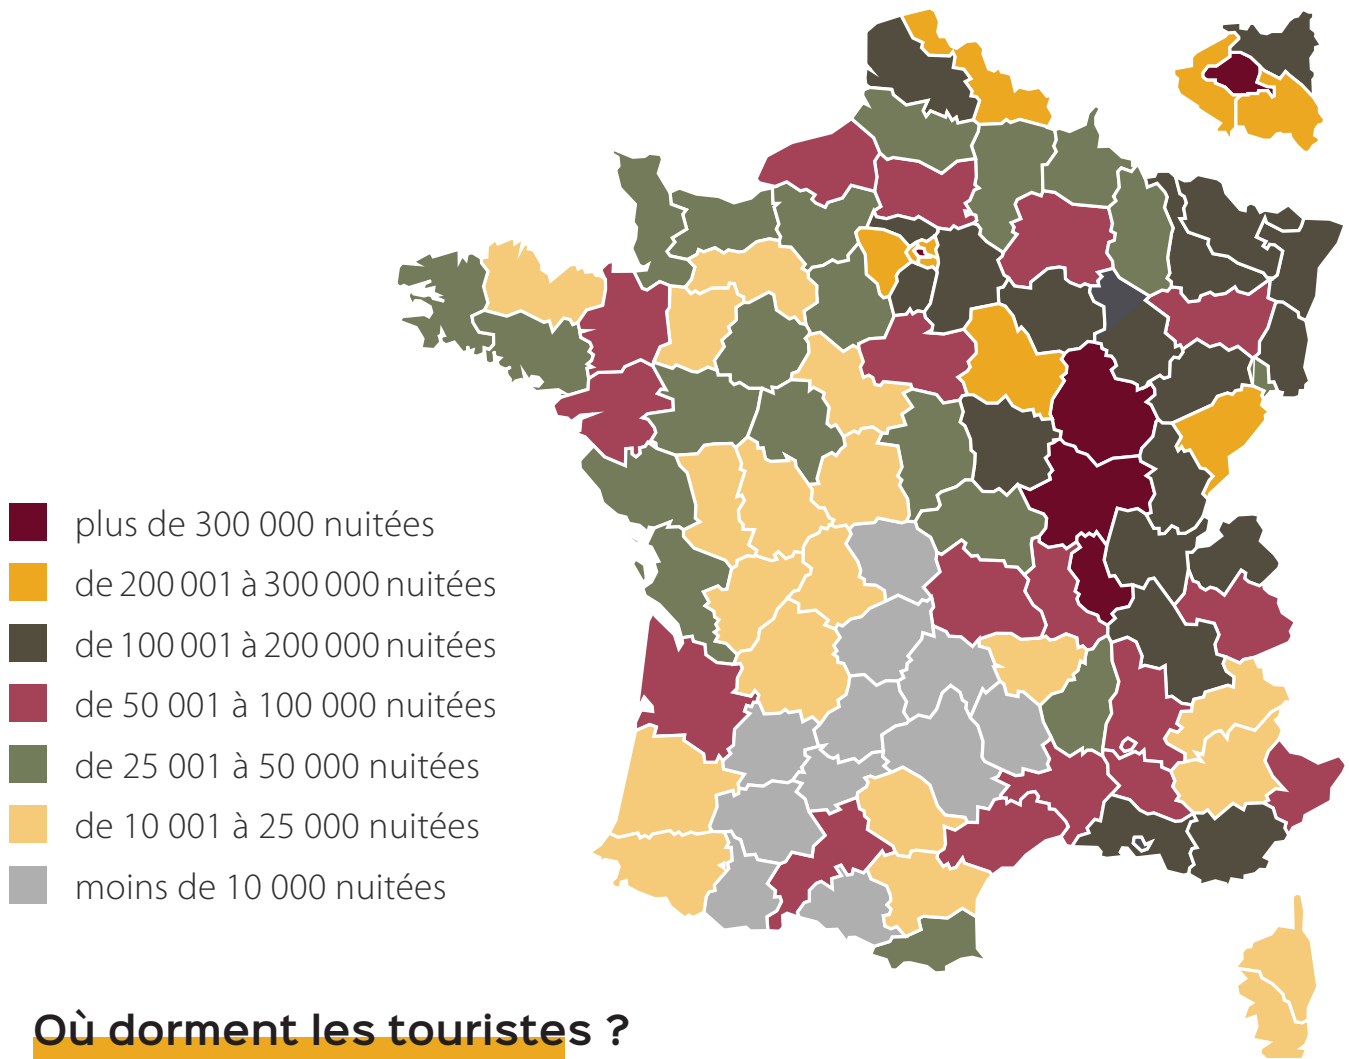 plus de 300 000 nuitées
de 200 001 à 300 000 nuitées
de 100 001 à 200 000 nuitées
de 50 001 à 100 000 nuitées
de 25 001 à 50 000 nuitées
de 10 001 à 25 000 nuitées
moins de 10 000 nuitées
Où dorment les touristes ?